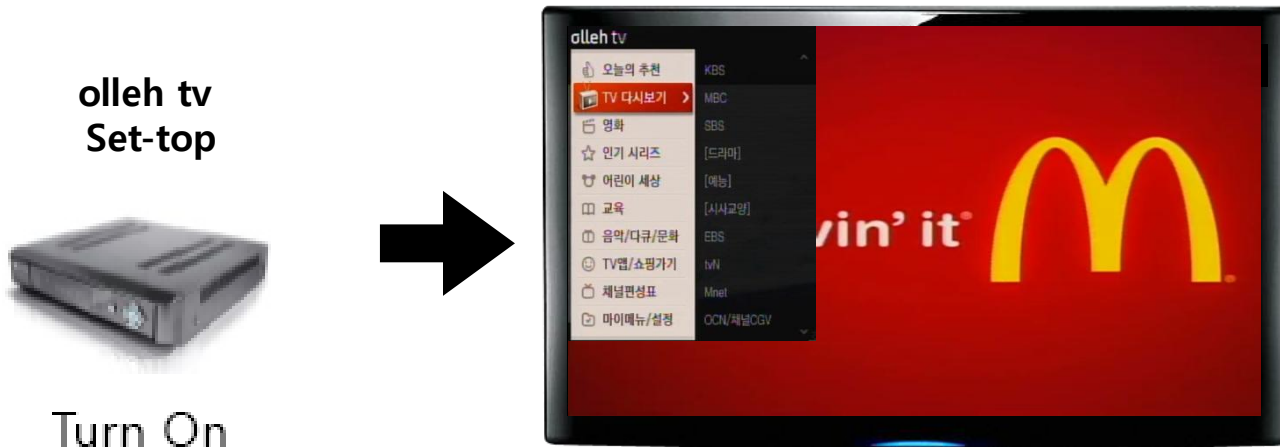 olleh tv
Set-top
Turn On
olleh tv
오늘의 추천
TV 다시보기
영화
인기 시리즈
어린이 세상
교육
음악/다큐/문화
TV앱/쇼핑가기
채널편성표
마이메뉴/설정
KBS
MBC
SBS
[드라마]
[예능]
[시사교양]
EBS
tvN
Mnet
OCN/채널CGV
vin' it